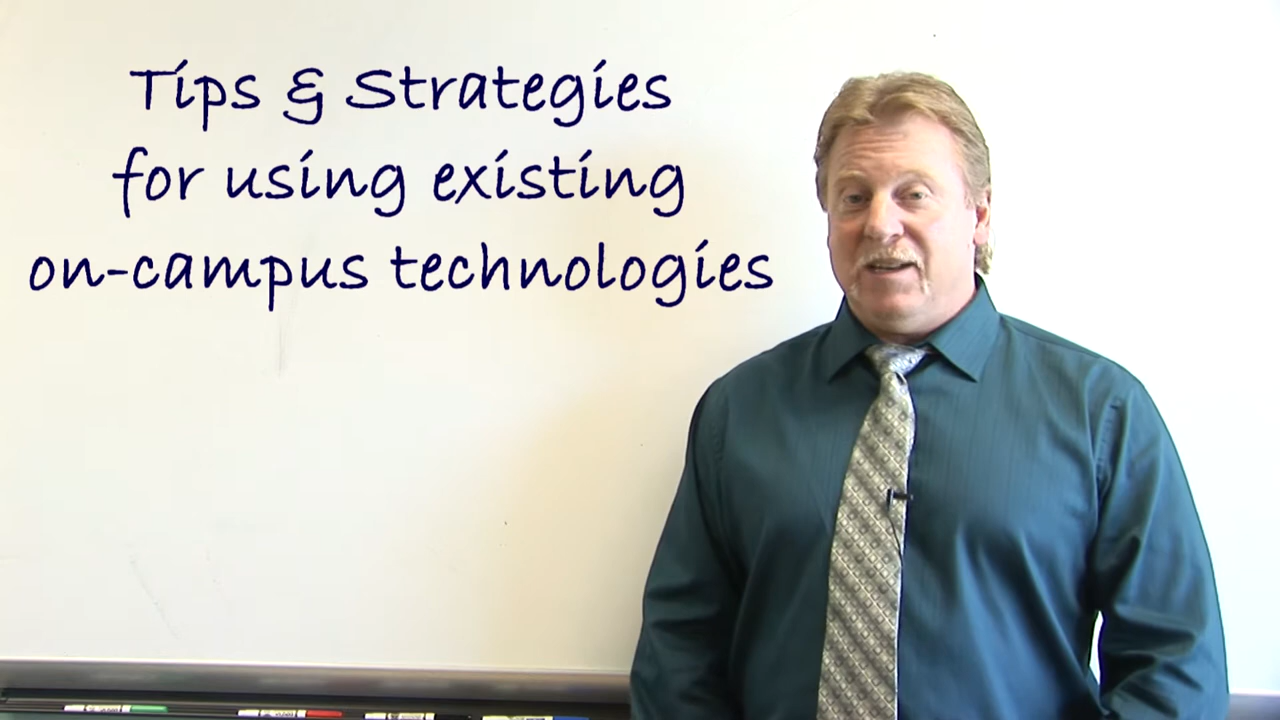 Tips & Strategies
for using existing
on-campus technologies